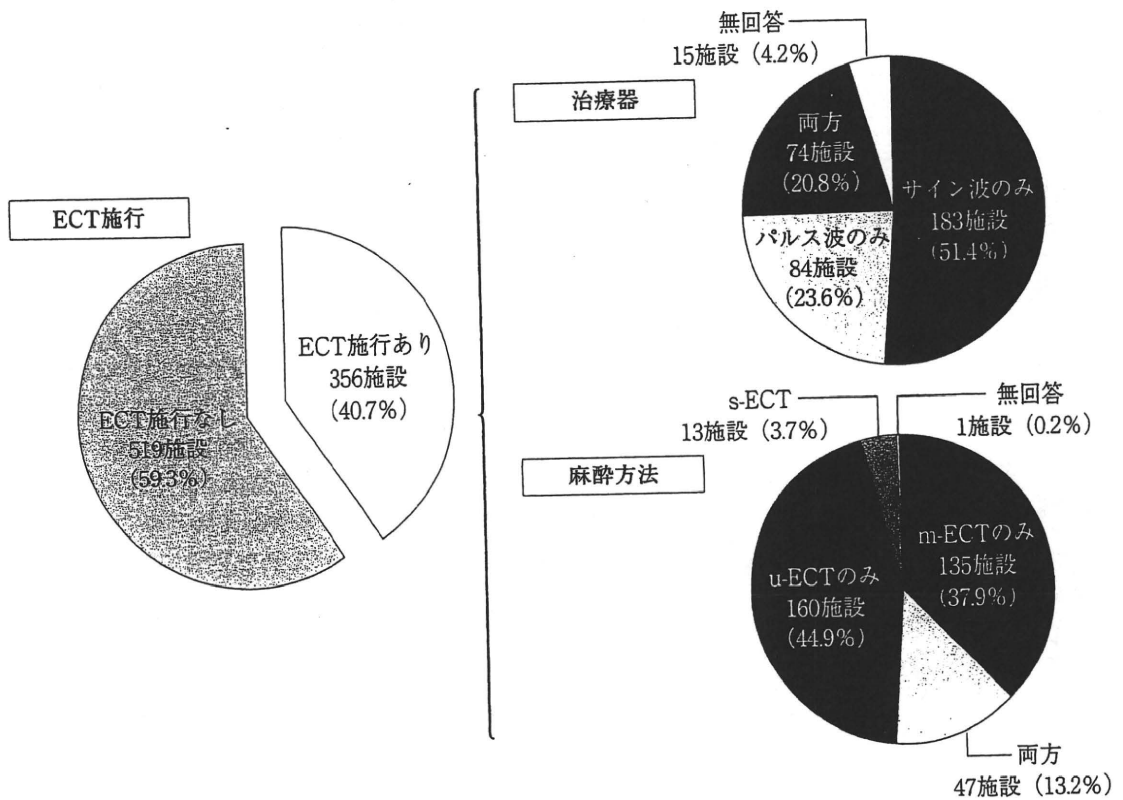 ECT施行
ECT施行あり
356施設
(40.7%)
ECT施行なし
519施設
(59.3%)
治療器
無回答
15施設 (4.2%)
両方
74施設
(20.8%)
サイン波のみ
183施設
(51.4%)
パルス波のみ
84施設
(23.6%)
麻酔方法
s-ECT
13施設 (3.7%)
無回答
1施設 (0.2%)
m-ECTのみ
135施設
(37.9%)
u-ECTのみ
160施設
(44.9%)
両方
47施設 (13.2%)